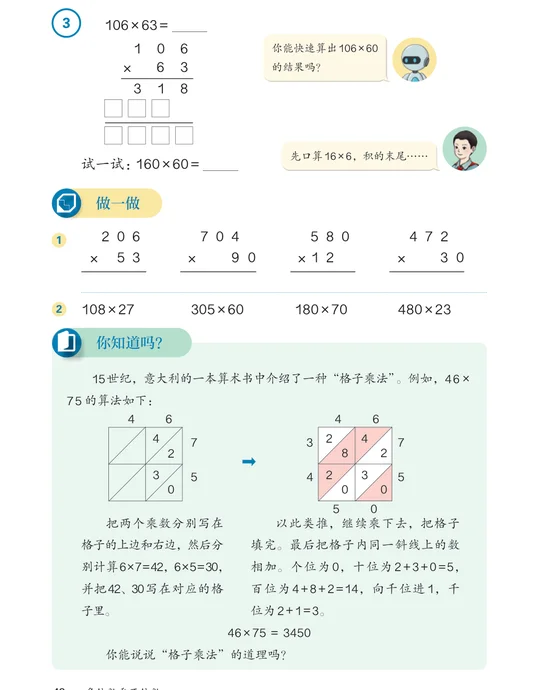 3
106×63=
你能快速算出106×60
的结果吗?
1 0 6
× 6 3
3 1 8
先口算16×6,积的末尾……
试一试:160×60=
做一做
1
2 0 6
× 5 3
7 0 4
× 9 0
5 8 0
×1 2
4 7 2
× 3 0
2
108×27 305×60 180×70 480×23
你知道吗?
15世纪,意大利的一本算术书中介绍了一种“格子乘法”。例如,46×
75的算法如下:
4 6
4
2
7
3
0
5
4 6
3 2 4 7
8 2
4 2 3 5
0 0
5 0
把两个乘数分别写在
格子的上边和右边,然后分
别计算6×7=42,6×5=30,
并把42、30写在对应的格
子里。
以此类推,继续乘下去,把格子
填完。最后把格子内同一斜线上的数
相加。个位为0,十位为2+3+0=5,
百位为4+8+2=14,向千位进1,千
位为2+1=3。
46×75 = 3450
你能说说“格子乘法”的道理吗?